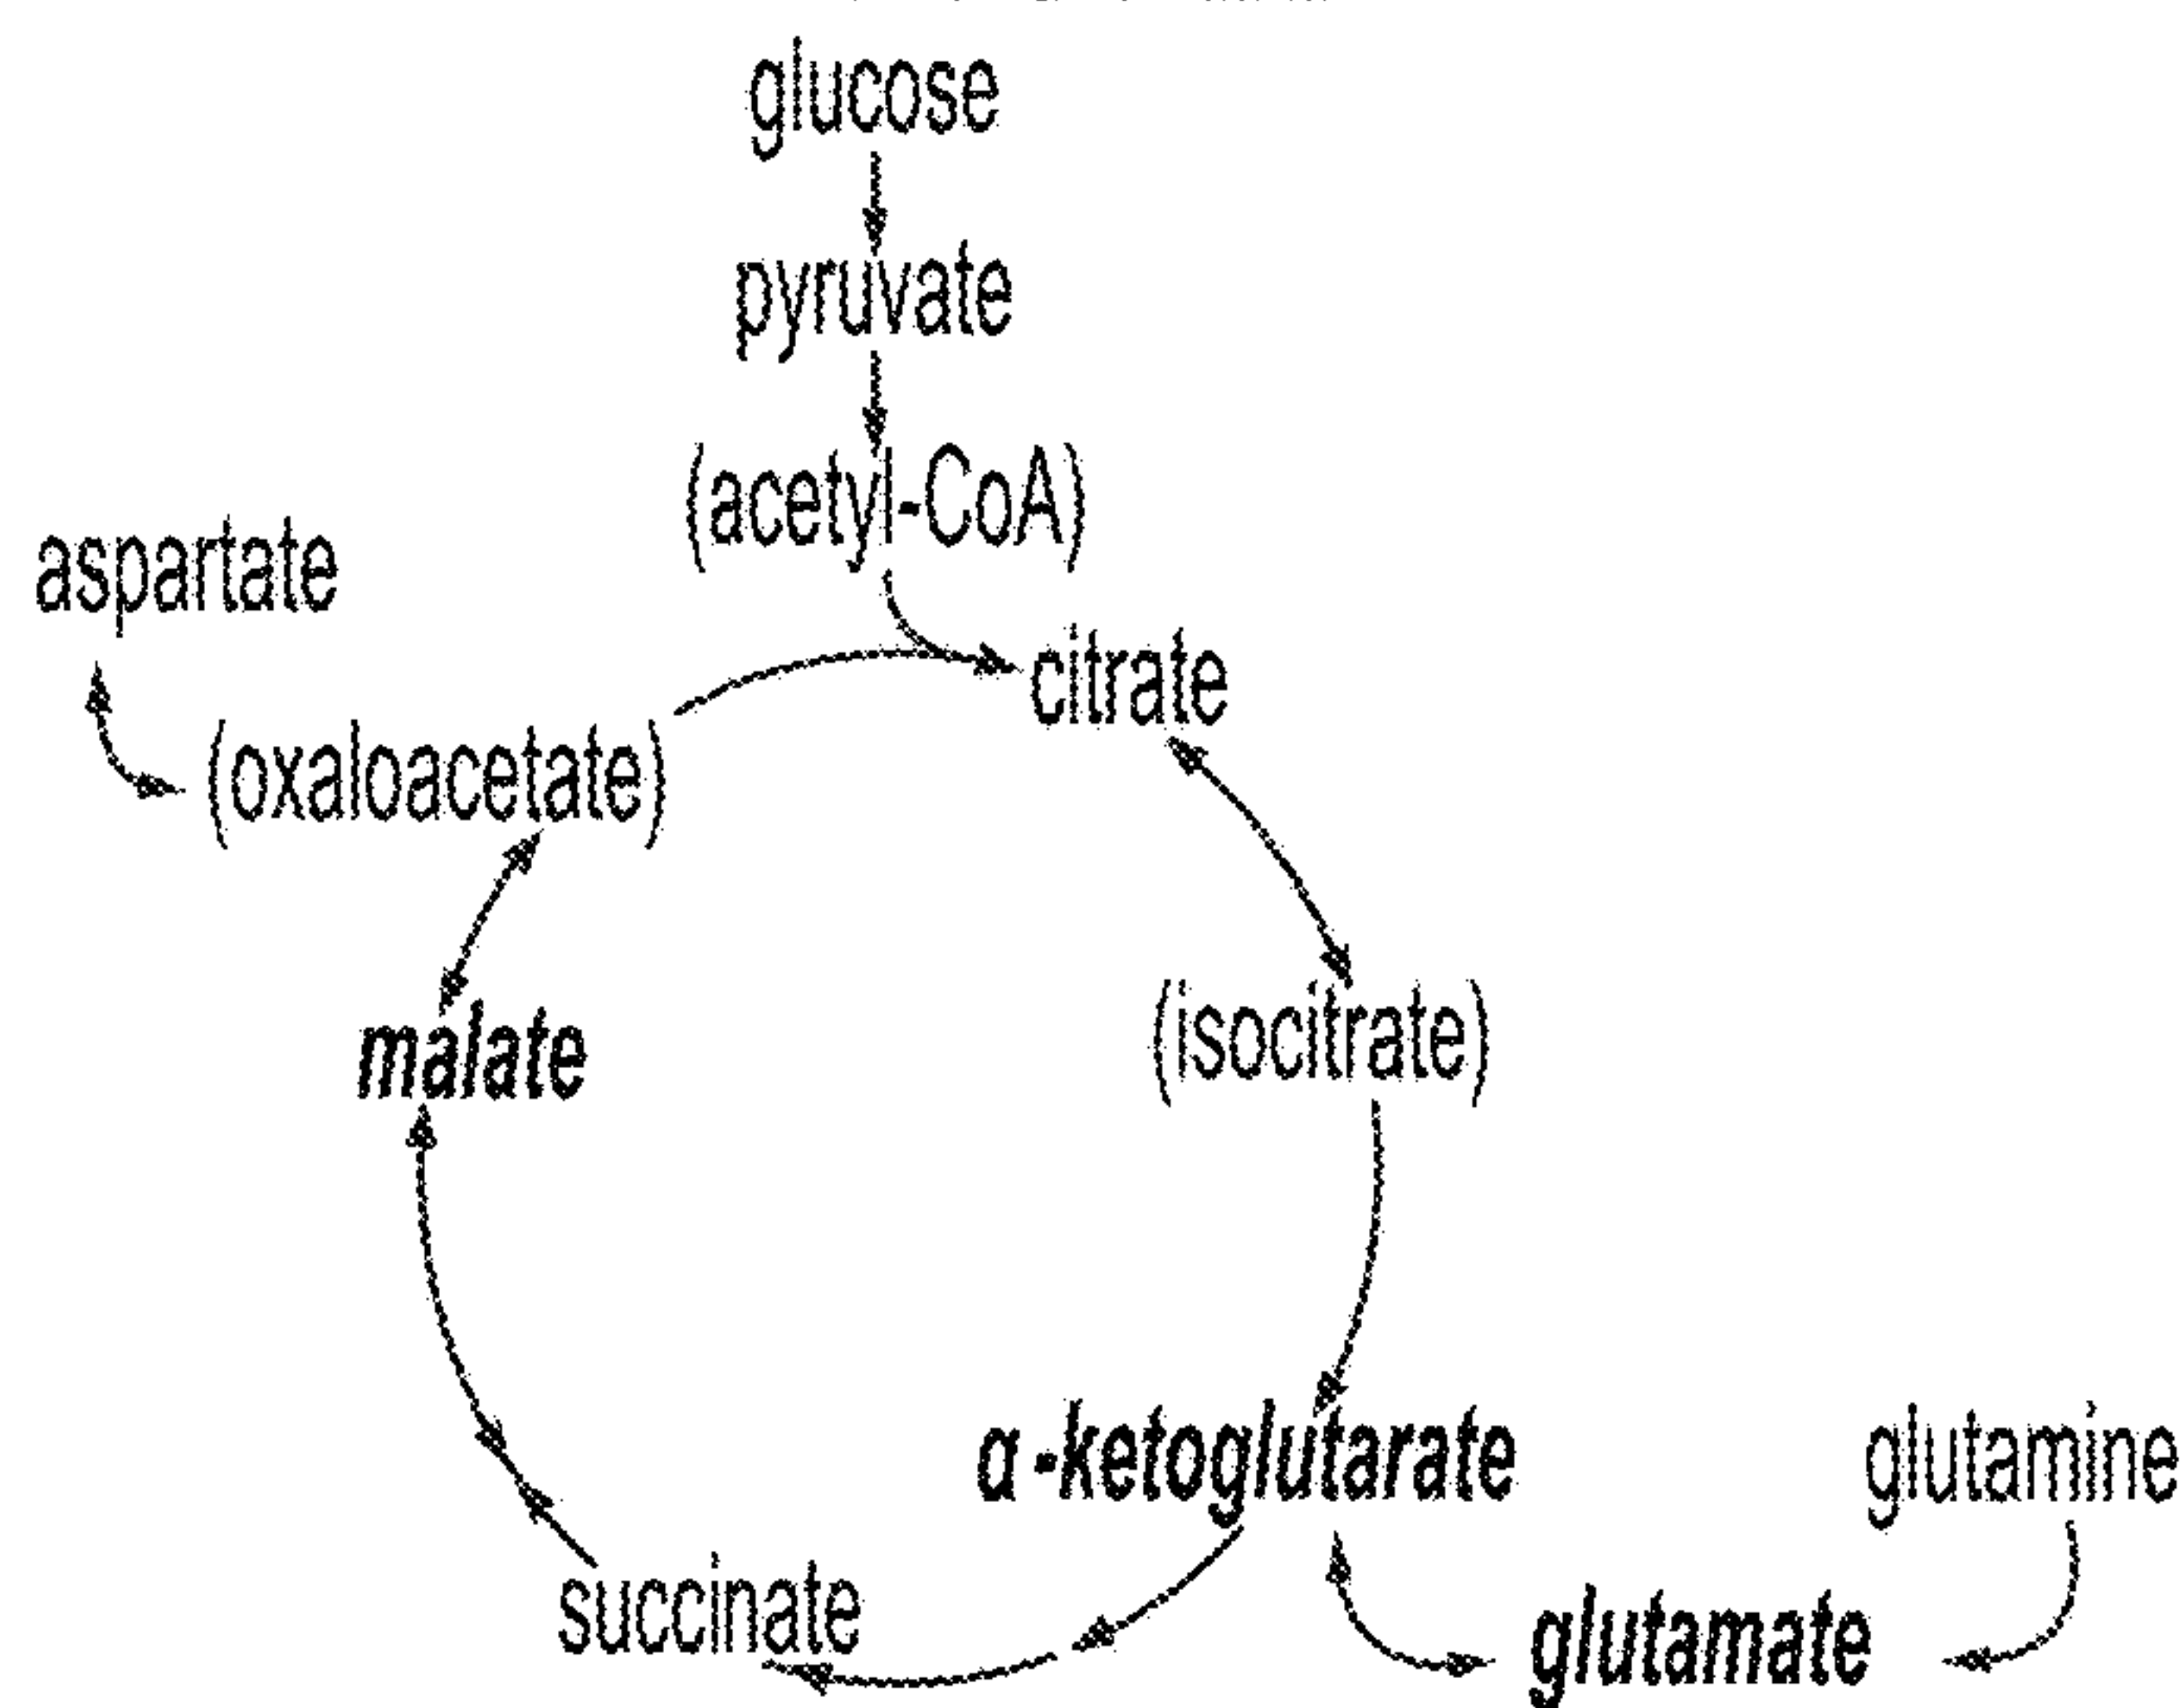 glucose
pyruvate
(acetyl-CoA)
aspartate
citrate
(oxaloacetate)
malate
(isocitrate)
α-ketoglutarate
glutamine
succinate
glutamate